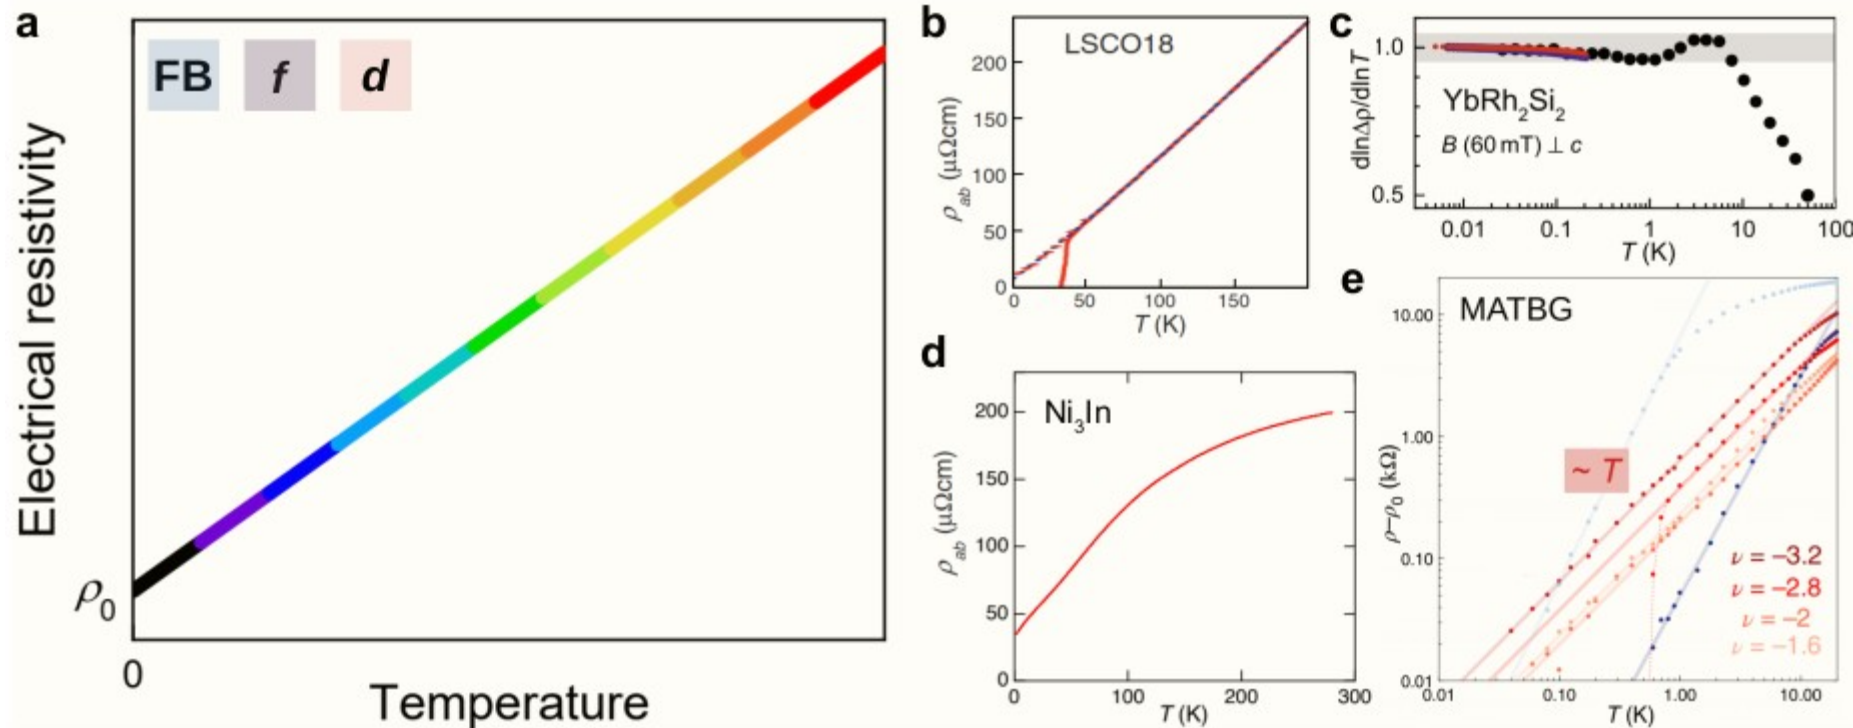 a
FB f d
Electrical resistivity
ρ0
0
Temperature
b
LSCO18
ρab (μΩcm)
200
150
100
50
0
0 50 100 150
T (K)
c
1.0
0.5
dlnΔρ/dlnT
YbRh2Si2
B (60 mT) ⊥ c
0.01 0.1 1 10 100
T (K)
d
Ni3In
ρab (μΩcm)
200
150
100
50
0
0 100 200 300
T (K)
e
MATBG
ρ–ρ0 (kΩ)
10.00
1.00
0.10
0.01
~ T
ν = –3.2
ν = –2.8
ν = –2
ν = –1.6
0.01 0.10 1.00 10.00
T (K)